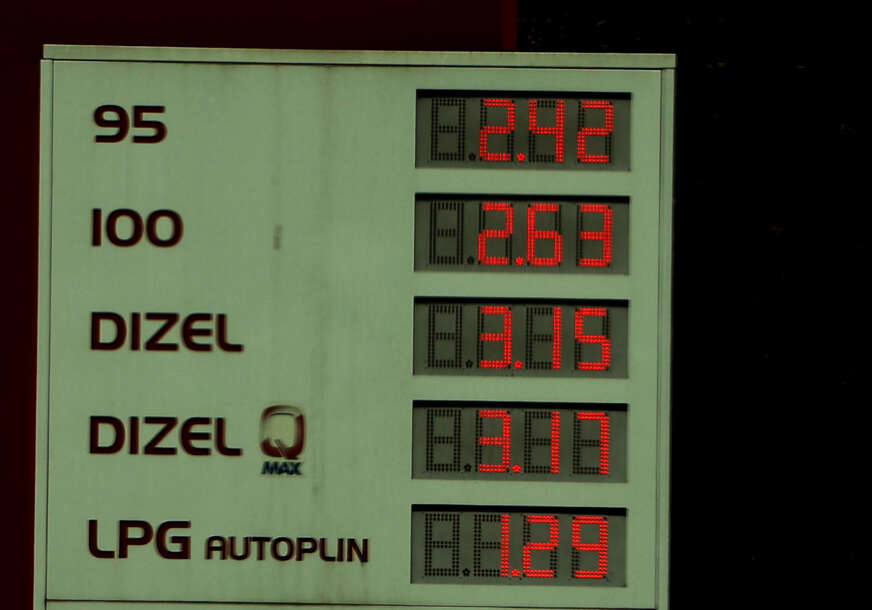 95 2.42
100 2.63
DIZEL 3.15
DIZEL Q MAX 3.17
LPG AUTOPLIN 1.29